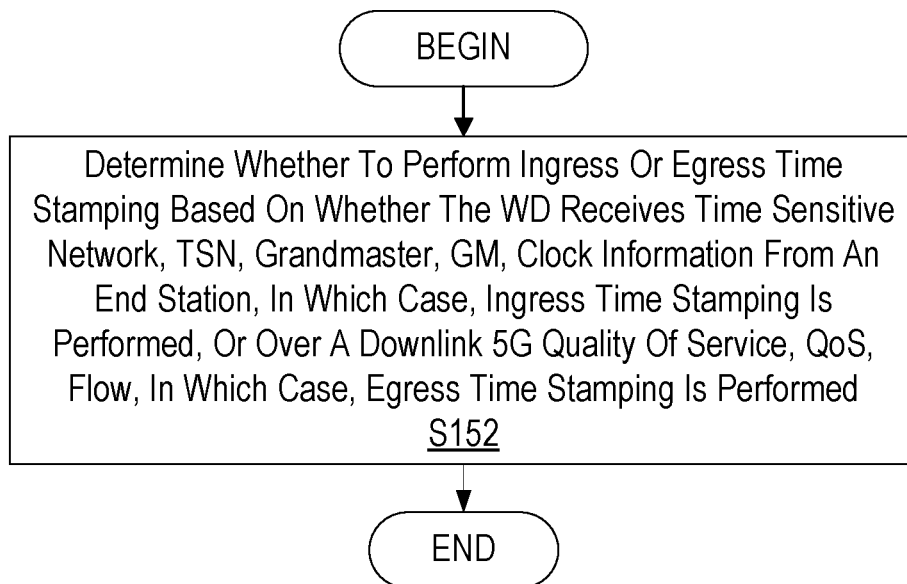 BEGIN
Determine Whether To Perform Ingress Or Egress Time
Stamping Based On Whether The WD Receives Time Sensitive
Network, TSN, Grandmaster, GM, Clock Information From An
End Station, In Which Case, Ingress Time Stamping Is
Performed, Or Over A Downlink 5G Quality Of Service, QoS,
Flow, In Which Case, Egress Time Stamping Is Performed
S152
END